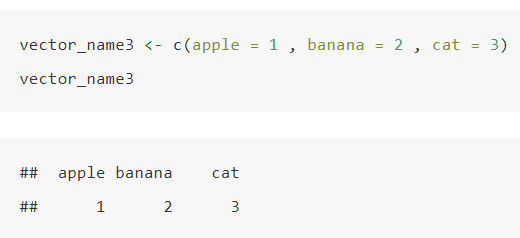 vector_name3 <- c(apple = 1 , banana = 2 , cat = 3)
vector_name3
##  apple banana    cat
##      1      2      3